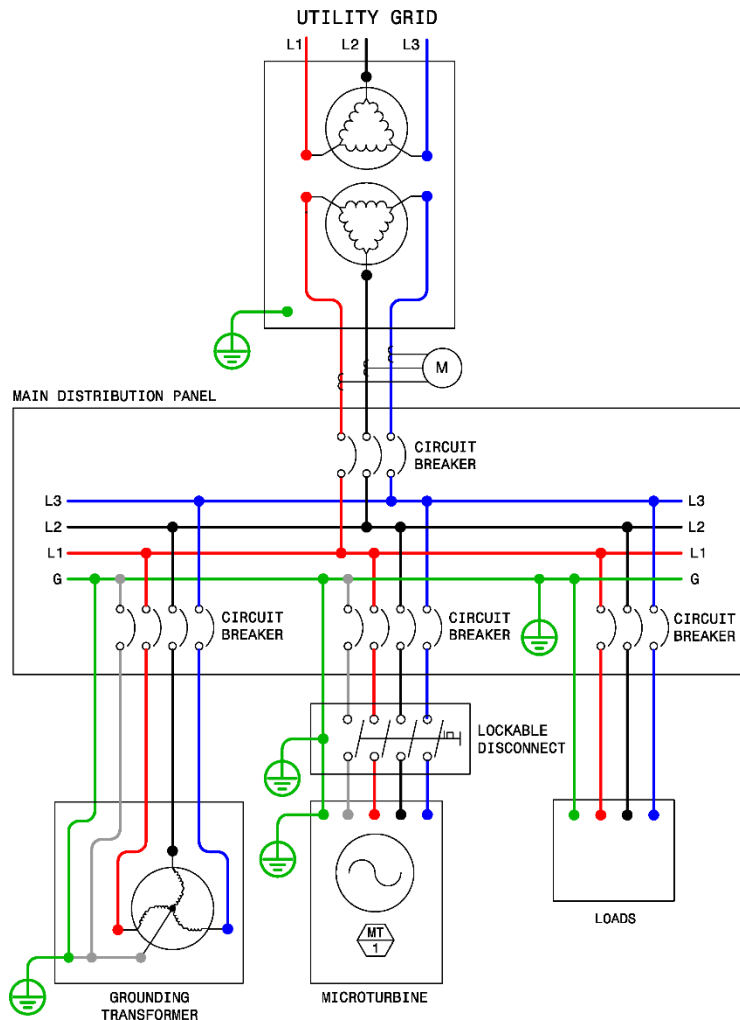 UTILITY GRID
L1 L2 L3
M
MAIN DISTRIBUTION PANEL
CIRCUIT
BREAKER
L3 L3
L2 L2
L1 L1
G G
CIRCUIT
BREAKER
CIRCUIT
BREAKER
CIRCUIT
BREAKER
LOCKABLE
DISCONNECT
MT
1
LOADS
GROUNDING
TRANSFORMER
MICROTURBINE